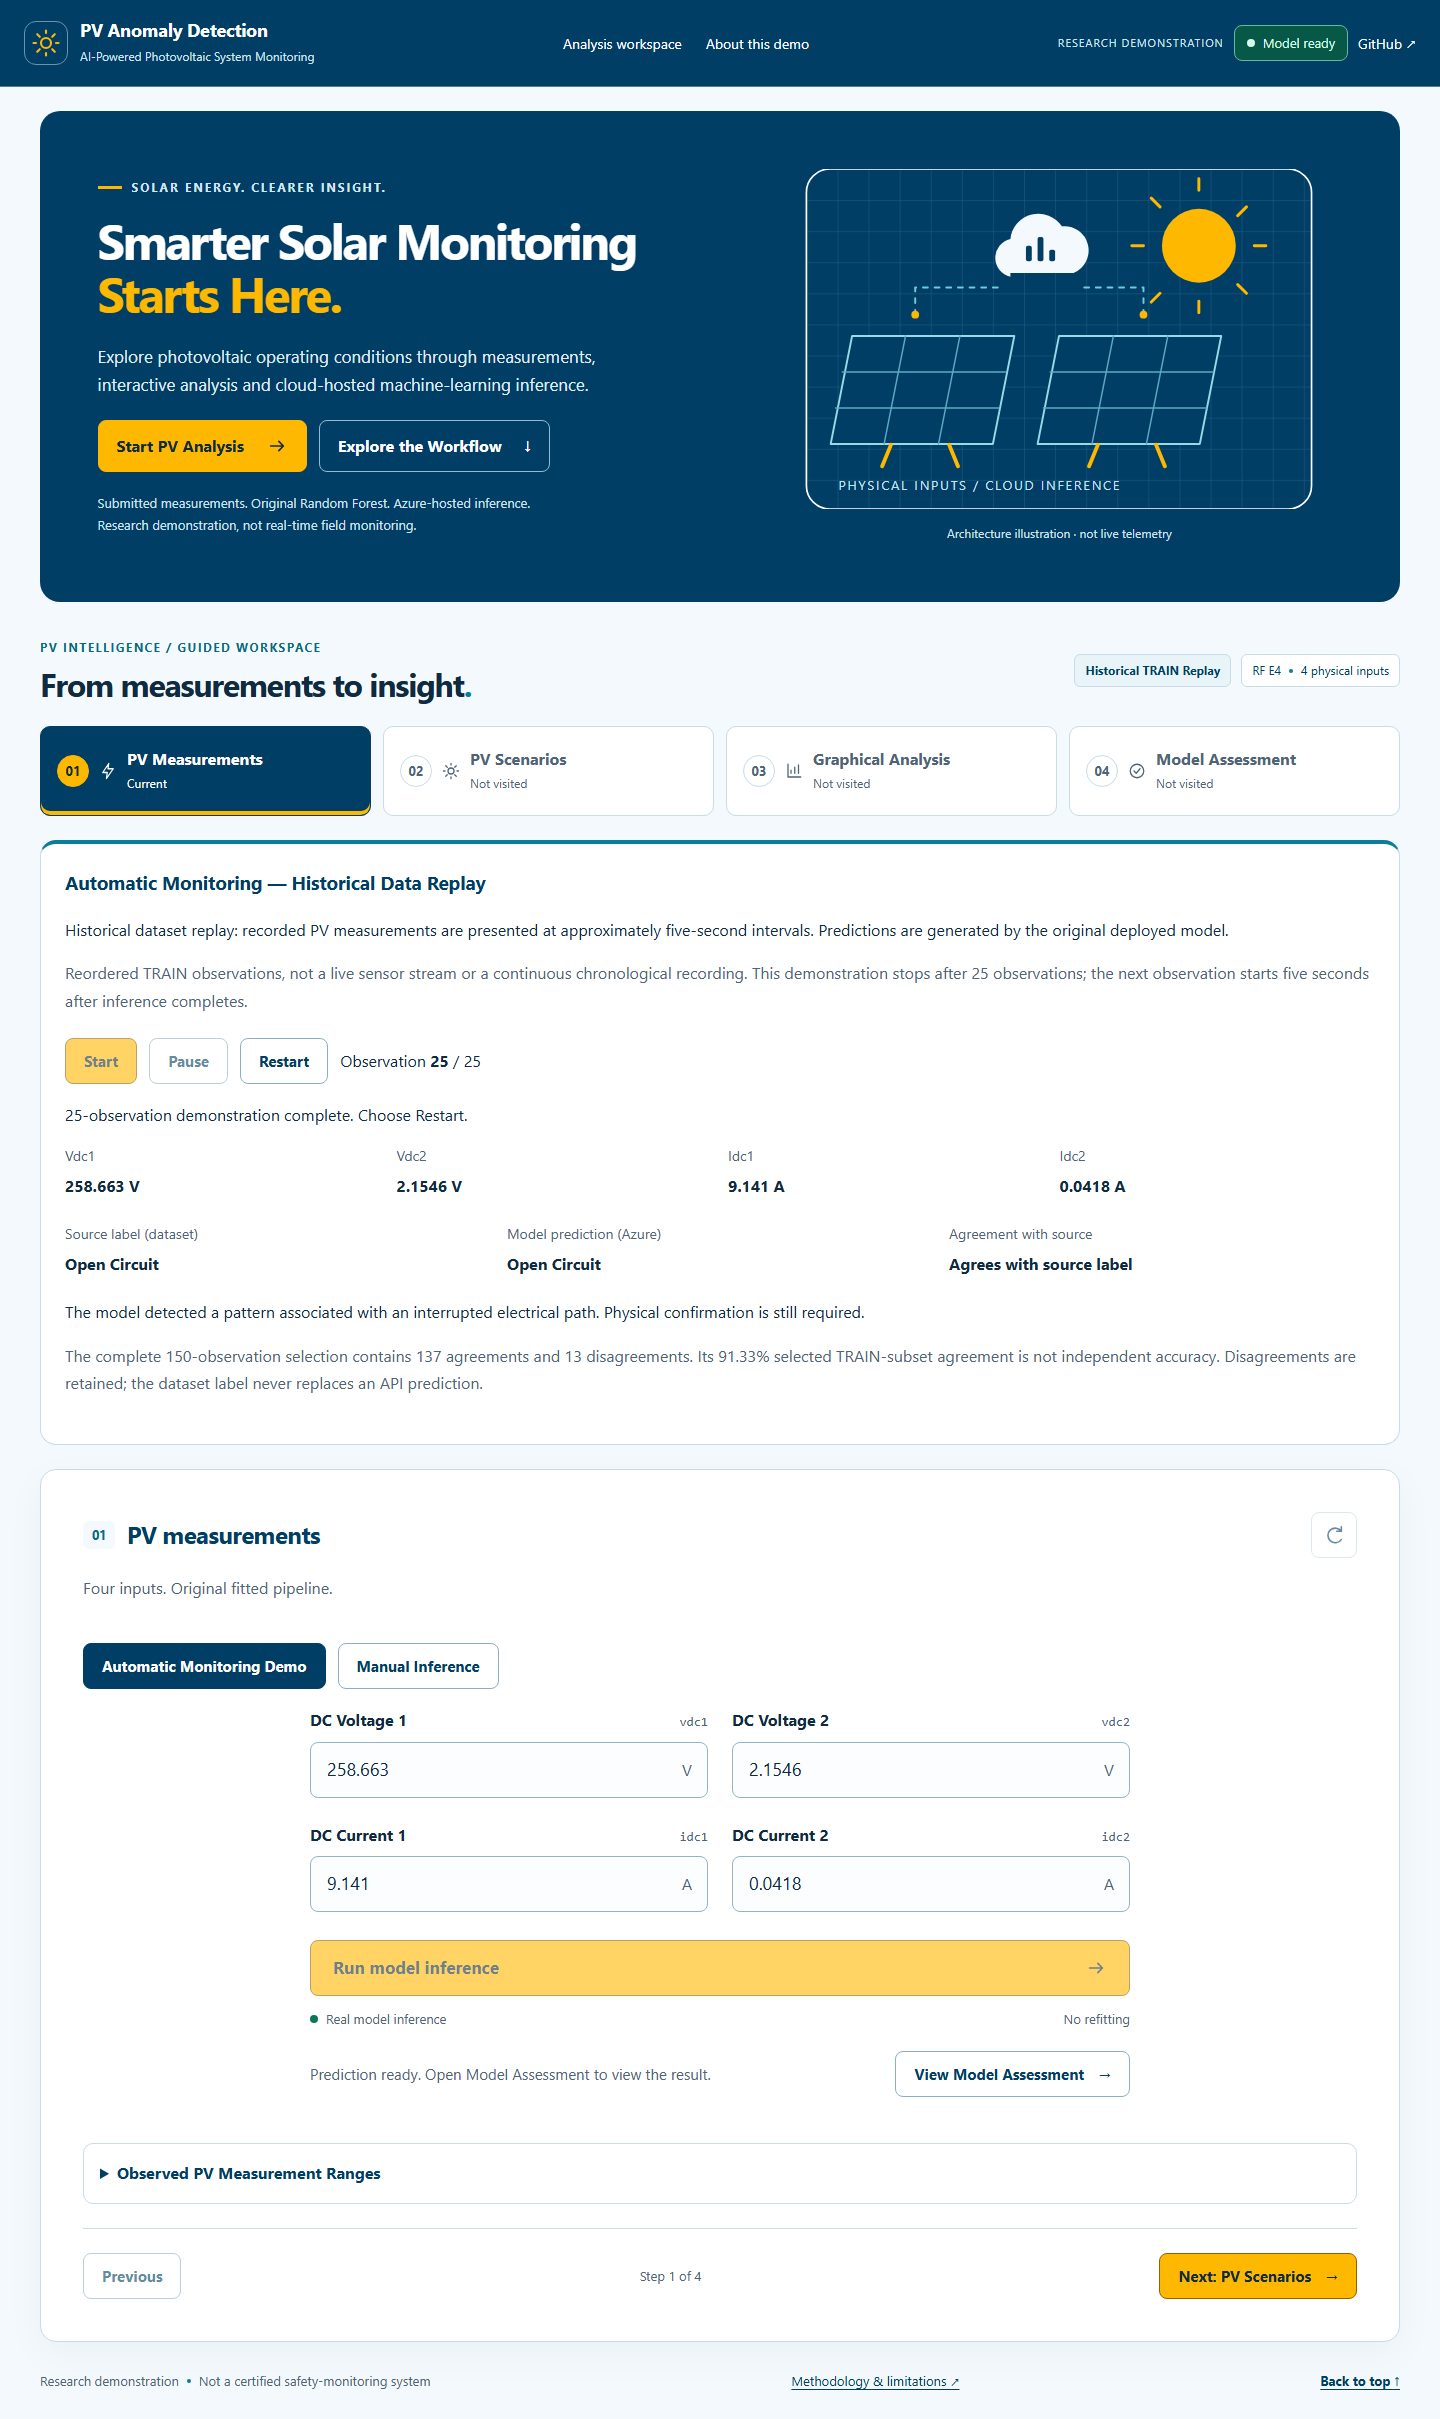 PV Anomaly Detection
AI-Powered Photovoltaic System Monitoring
Analysis workspace
About this demo
RESEARCH DEMONSTRATION
Model ready
GitHub ↗
SOLAR ENERGY. CLEARER INSIGHT.
Smarter Solar Monitoring
Starts Here.
Explore photovoltaic operating conditions through measurements,
interactive analysis and cloud-hosted machine-learning inference.
Start PV Analysis →
Explore the Workflow ↓
Submitted measurements. Original Random Forest. Azure-hosted inference.
Research demonstration, not real-time field monitoring.
PHYSICAL INPUTS / CLOUD INFERENCE
Architecture illustration · not live telemetry
PV INTELLIGENCE / GUIDED WORKSPACE
From measurements to insight.
Historical TRAIN Replay
RF E4 • 4 physical inputs
01
PV Measurements
Current
02
PV Scenarios
Not visited
03
Graphical Analysis
Not visited
04
Model Assessment
Not visited
Automatic Monitoring — Historical Data Replay
Historical dataset replay: recorded PV measurements are presented at approximately five-second intervals. Predictions are generated by the original deployed model.
Reordered TRAIN observations, not a live sensor stream or a continuous chronological recording. This demonstration stops after 25 observations; the next observation starts five seconds
after inference completes.
Start
Pause
Restart
Observation 25 / 25
25-observation demonstration complete. Choose Restart.
Vdc1
258.663 V
Vdc2
2.1546 V
Idc1
9.141 A
Idc2
0.0418 A
Source label (dataset)
Open Circuit
Model prediction (Azure)
Open Circuit
Agreement with source
Agrees with source label
The model detected a pattern associated with an interrupted electrical path. Physical confirmation is still required.
The complete 150-observation selection contains 137 agreements and 13 disagreements. Its 91.33% selected TRAIN-subset agreement is not independent accuracy. Disagreements are
retained; the dataset label never replaces an API prediction.
01
PV measurements
Four inputs. Original fitted pipeline.
Automatic Monitoring Demo
Manual Inference
DC Voltage 1 vdc1
258.663 V
DC Voltage 2 vdc2
2.1546 V
DC Current 1 idc1
9.141 A
DC Current 2 idc2
0.0418 A
Run model inference →
Real model inference
No refitting
Prediction ready. Open Model Assessment to view the result.
View Model Assessment →
▶ Observed PV Measurement Ranges
Previous
Step 1 of 4
Next: PV Scenarios →
Research demonstration • Not a certified safety-monitoring system
Methodology & limitations ↗
Back to top ↑